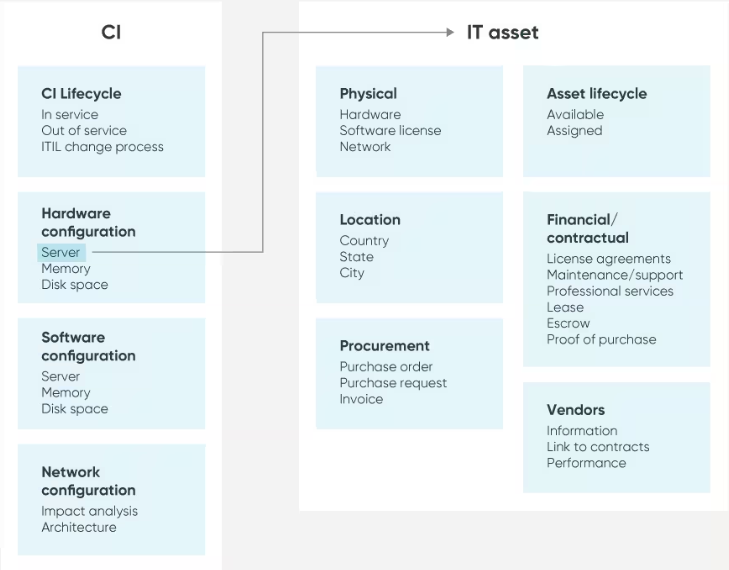 CI
CI Lifecycle
In service
Out of service
ITIL change process
Hardware
configuration
Server
Memory
Disk space
Software
configuration
Server
Memory
Disk space
Network
configuration
Impact analysis
Architecture
IT asset
Physical
Hardware
Software license
Network
Location
Country
State
City
Procurement
Purchase order
Purchase request
Invoice
Asset lifecycle
Available
Assigned
Financial/
contractual
License agreements
Maintenance/support
Professional services
Lease
Escrow
Proof of purchase
Vendors
Information
Link to contracts
Performance